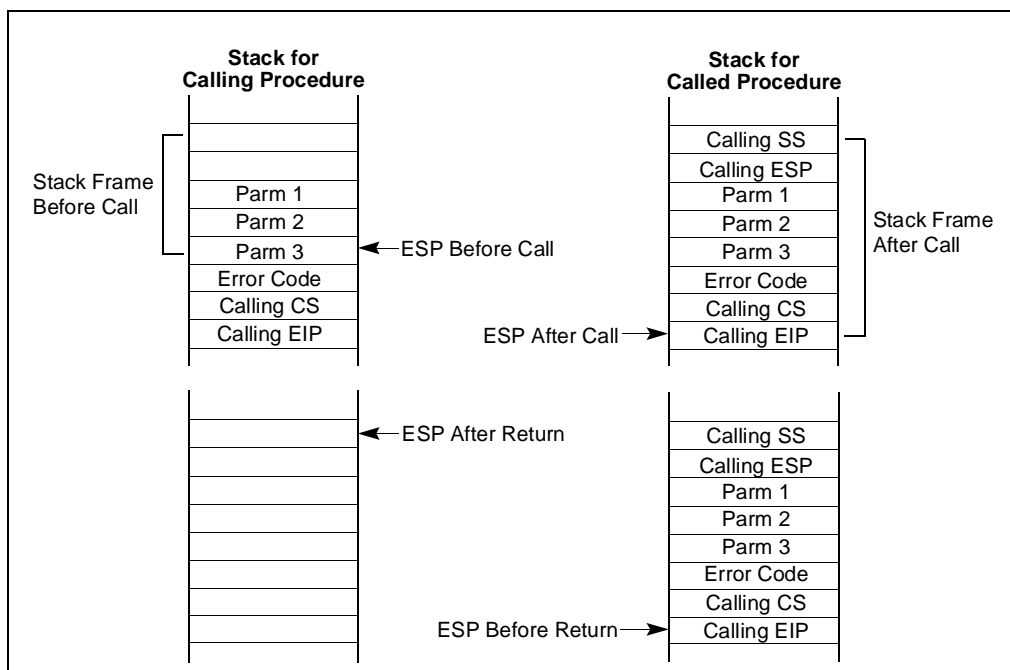 Stack for
Calling Procedure
Stack for
Called Procedure
Stack Frame
Before Call
Parm 1
Parm 2
Parm 3
Error Code
Calling CS
Calling EIP
ESP Before Call
ESP After Call
Calling SS
Calling ESP
Parm 1
Parm 2
Parm 3
Error Code
Calling CS
Calling EIP
Stack Frame
After Call
ESP After Return
ESP Before Return
Calling SS
Calling ESP
Parm 1
Parm 2
Parm 3
Error Code
Calling CS
Calling EIP